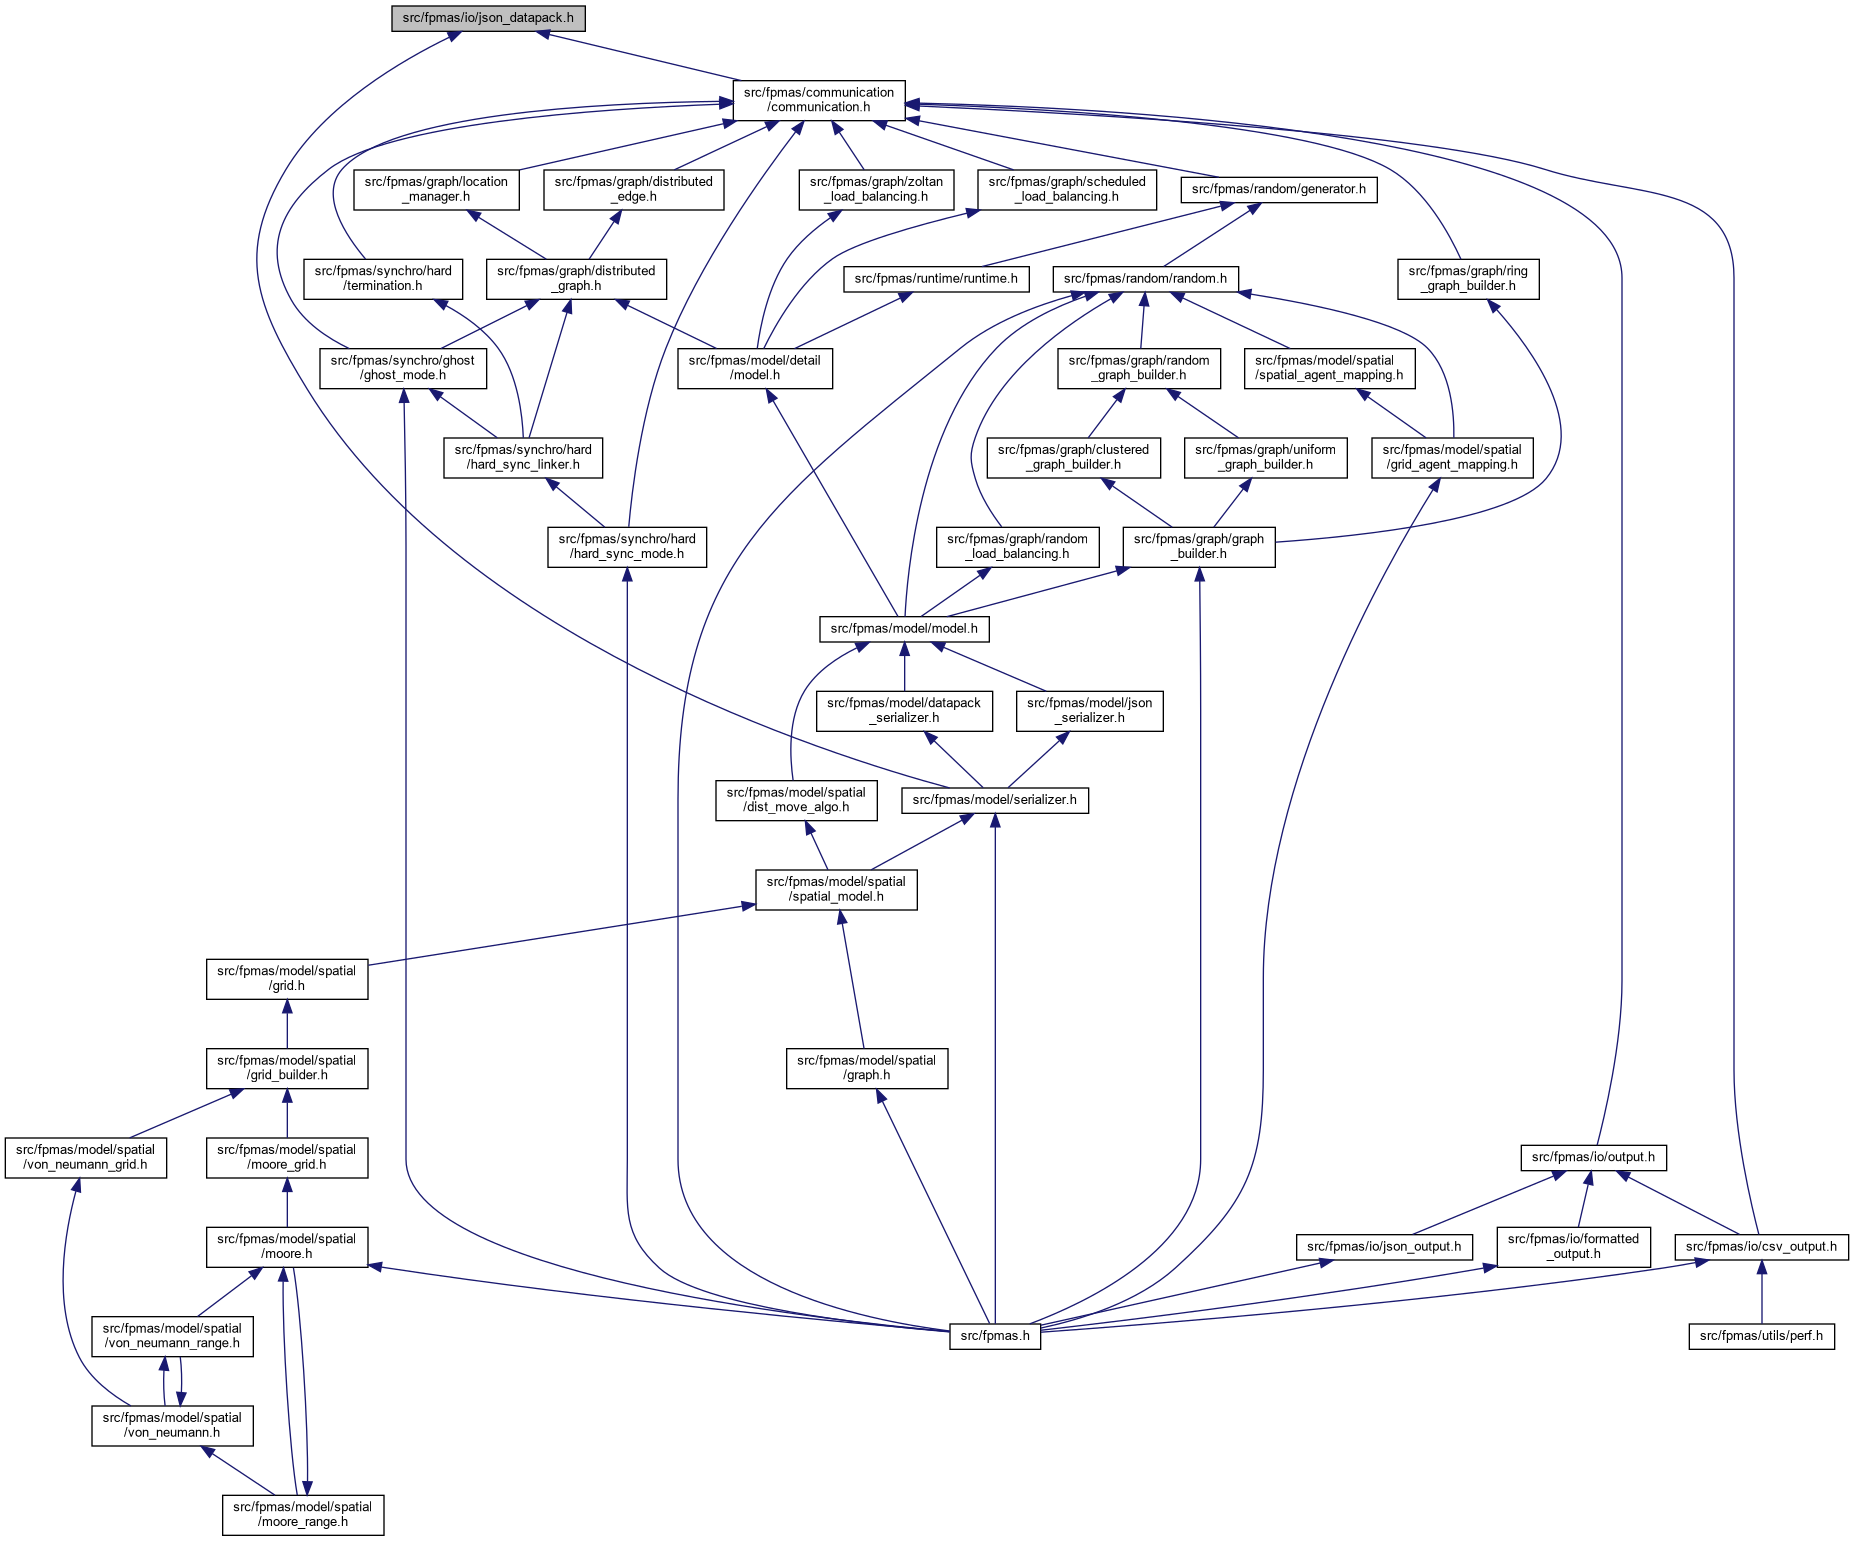 src/fpmas/io/json_datapack.h
src/fpmas/communication
/communication.h
src/fpmas/graph/location
_manager.h
src/fpmas/graph/distributed
_edge.h
src/fpmas/graph/zoltan
_load_balancing.h
src/fpmas/graph/scheduled
_load_balancing.h
src/fpmas/random/generator.h
src/fpmas/synchro/hard
/termination.h
src/fpmas/graph/distributed
_graph.h
src/fpmas/runtime/runtime.h
src/fpmas/random/random.h
src/fpmas/graph/ring
_graph_builder.h
src/fpmas/synchro/ghost
/ghost_mode.h
src/fpmas/model/detail
/model.h
src/fpmas/graph/random
_graph_builder.h
src/fpmas/model/spatial
/spatial_agent_mapping.h
src/fpmas/synchro/hard
/hard_sync_linker.h
src/fpmas/graph/clustered
_graph_builder.h
src/fpmas/graph/uniform
_graph_builder.h
src/fpmas/model/spatial
/grid_agent_mapping.h
src/fpmas/synchro/hard
/hard_sync_mode.h
src/fpmas/graph/random
_load_balancing.h
src/fpmas/graph/graph
_builder.h
src/fpmas/model/model.h
src/fpmas/model/datapack
_serializer.h
src/fpmas/model/json
_serializer.h
src/fpmas/model/spatial
/dist_move_algo.h
src/fpmas/model/serializer.h
src/fpmas/model/spatial
/spatial_model.h
src/fpmas/model/spatial
/grid.h
src/fpmas/model/spatial
/grid_builder.h
src/fpmas/model/spatial
/graph.h
src/fpmas/model/spatial
/von_neumann_grid.h
src/fpmas/model/spatial
/moore_grid.h
src/fpmas/io/output.h
src/fpmas/model/spatial
/moore.h
src/fpmas/io/json_output.h
src/fpmas/io/formatted
_output.h
src/fpmas/io/csv_output.h
src/fpmas/model/spatial
/von_neumann_range.h
src/fpmas.h
src/fpmas/utils/perf.h
src/fpmas/model/spatial
/von_neumann.h
src/fpmas/model/spatial
/moore_range.h